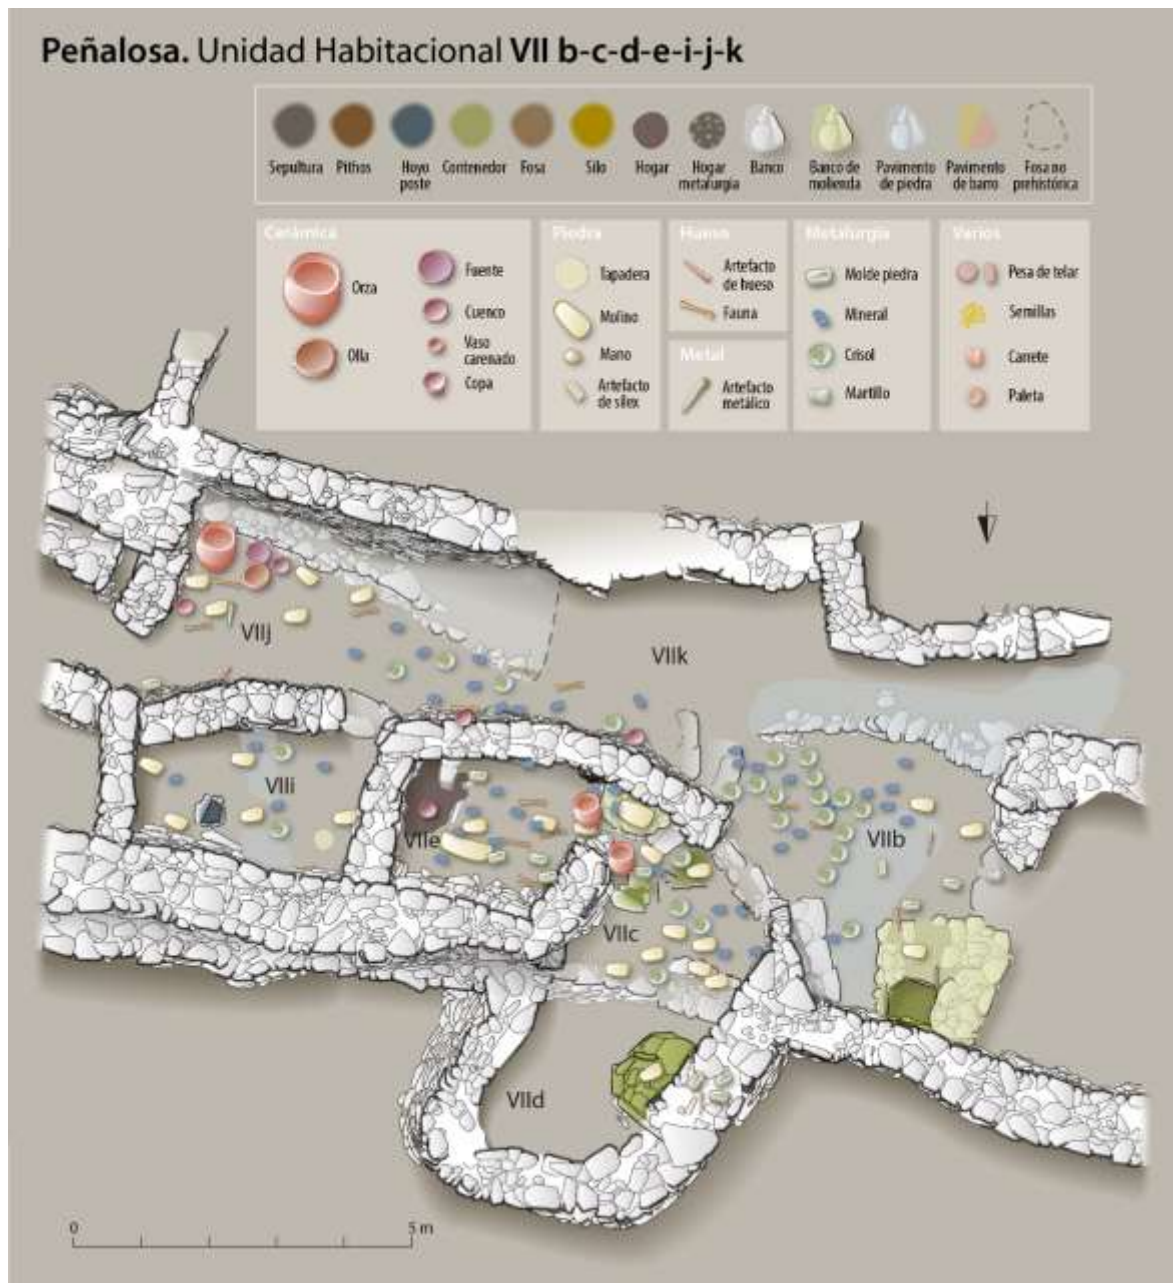 Peñalosa. Unidad Habitacional VII b-c-d-e-i-j-k
Sepultura
Pithos
Hoyo
poste
Contenedor
Fosa
Silo
Hogar
Hogar
metalurgia
Banco
Banco de
molienda
Pavimento
de piedra
Pavimento
de barro
Fosa no
prehistórica
Cerámica
Orza
Olla
Fuente
Cuenco
Vaso
carenado
Copa
Piedra
Tapadera
Molino
Mano
Artefacto
de sílex
Hueso
Artefacto
de hueso
Fauna
Metal
Artefacto
metálico
Metalurgia
Molde piedra
Mineral
Crisol
Martillo
Varios
Pesa de telar
Semillas
Carrete
Paleta
VIIj
VIIk
VIIi
VIIe
VIIb
VIIc
VIId
0
5 m